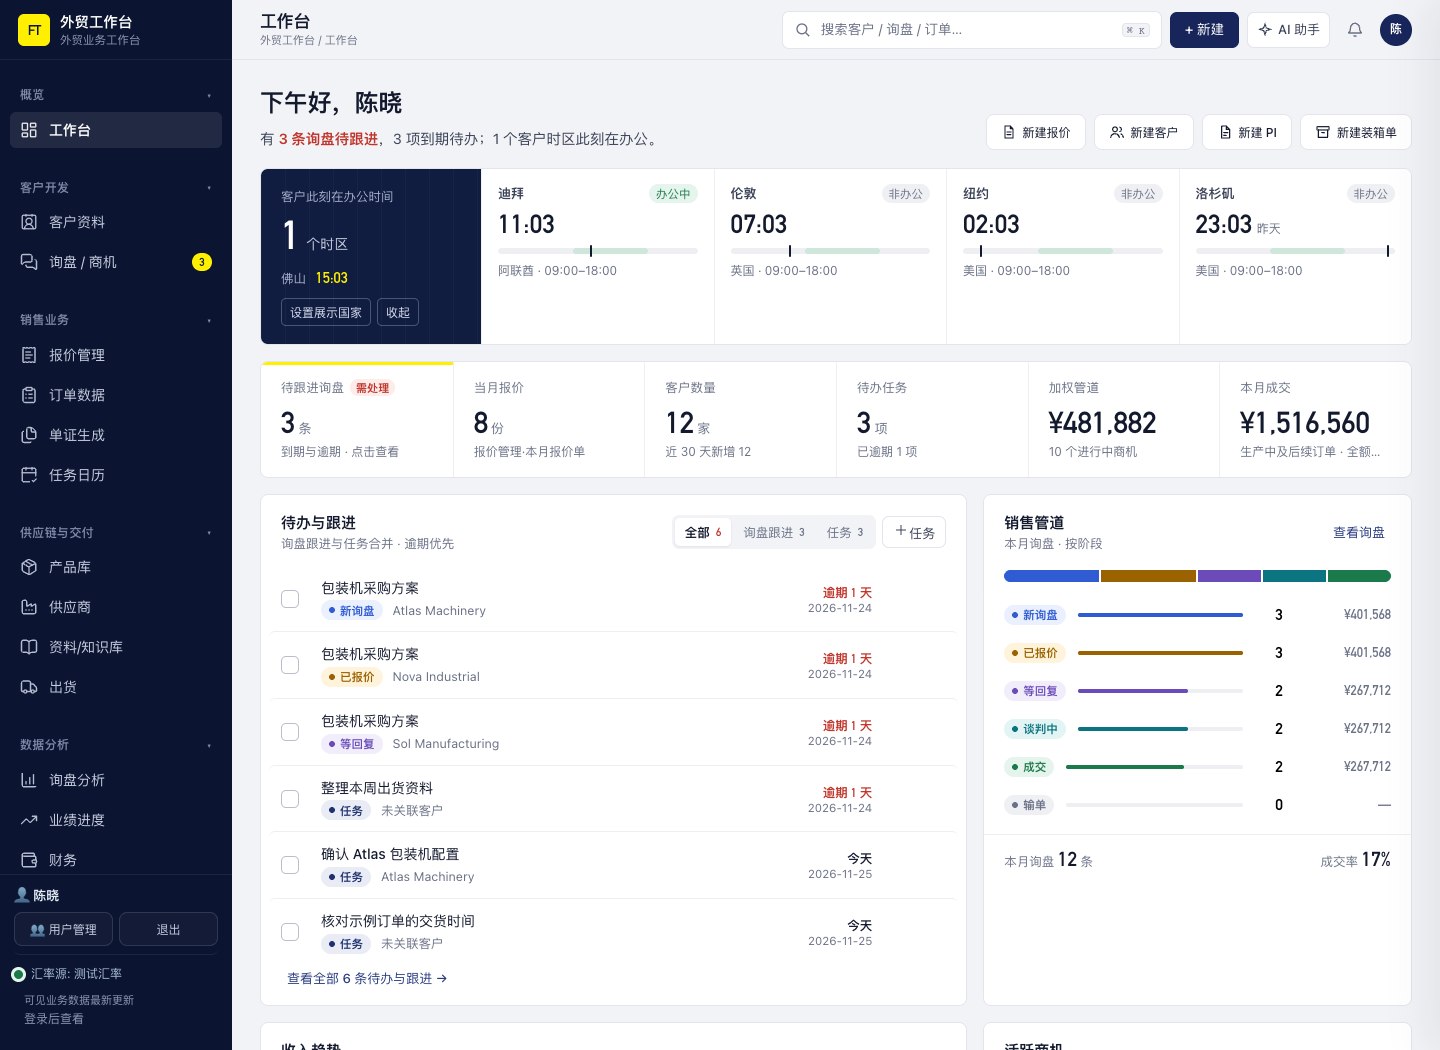 FT
外贸工作台
外贸业务工作台
概览
工作台
客户开发
客户资料
询盘 / 商机 3
销售业务
报价管理
订单数据
单证生成
任务日历
供应链与交付
产品库
供应商
资料/知识库
出货
数据分析
询盘分析
业绩进度
财务
陈晓
用户管理 退出
汇率源: 测试汇率
可见业务数据最新更新
登录后查看
工作台
外贸工作台 / 工作台
搜索客户 / 询盘 / 订单... ⌘ K
+ 新建
AI 助手
陈
下午好，陈晓
有 3 条询盘待跟进，3 项到期待办；1 个客户时区此刻在办公。
新建报价 新建客户 新建 PI 新建装箱单
客户此刻在办公时间
1 个时区
佛山 15:03
设置展示国家 收起
迪拜 办公中
11:03
阿联酋 · 09:00–18:00
伦敦 非办公
07:03
英国 · 09:00–18:00
纽约 非办公
02:03
美国 · 09:00–18:00
洛杉矶 非办公
23:03 昨天
美国 · 09:00–18:00
待跟进询盘 需处理
3 条
到期与逾期 · 点击查看
当月报价
8 份
报价管理·本月报价单
客户数量
12 家
近 30 天新增 12
待办任务
3 项
已逾期 1 项
加权管道
¥481,882
10 个进行中商机
本月成交
¥1,516,560
生产中及后续订单 · 全额...
待办与跟进
询盘跟进与任务合并 · 逾期优先
全部 6 询盘跟进 3 任务 3
+任务
包装机采购方案
新询盘 Atlas Machinery
逾期 1 天
2026-11-24
包装机采购方案
已报价 Nova Industrial
逾期 1 天
2026-11-24
包装机采购方案
等回复 Sol Manufacturing
逾期 1 天
2026-11-24
整理本周出货资料
任务 未关联客户
逾期 1 天
2026-11-24
确认 Atlas 包装机配置
任务 Atlas Machinery
今天
2026-11-25
核对示例订单的交货时间
任务 未关联客户
今天
2026-11-25
查看全部 6 条待办与跟进 →
销售管道
本月询盘 · 按阶段
查看询盘
新询盘 3 ¥401,568
已报价 3 ¥401,568
等回复 2 ¥267,712
谈判中 2 ¥267,712
成交 2 ¥267,712
输单 0 —
本月询盘 12 条 成交率 17%
收入趋势
活跃商机